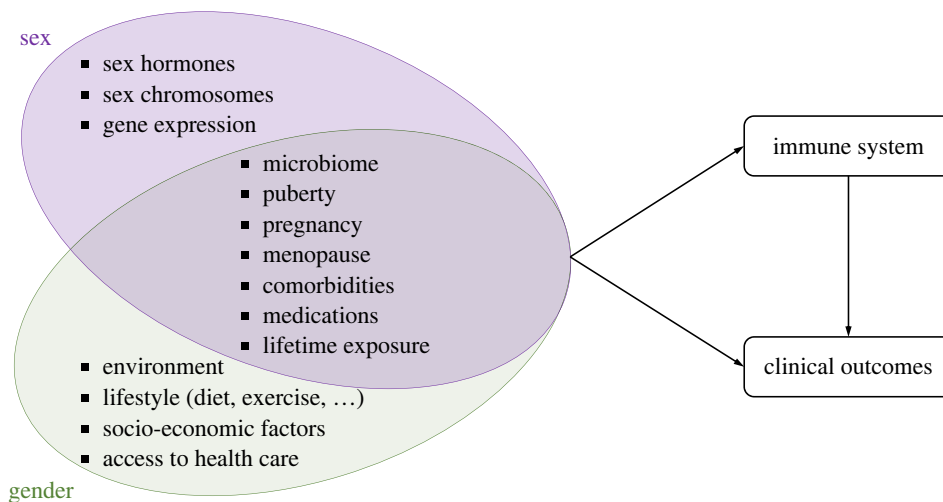 sex
▪ sex hormones
▪ sex chromosomes
▪ gene expression
▪ microbiome
▪ puberty
▪ pregnancy
▪ menopause
▪ comorbidities
▪ medications
▪ lifetime exposure
▪ environment
▪ lifestyle (diet, exercise, …)
▪ socio-economic factors
▪ access to health care
gender
immune system
clinical outcomes